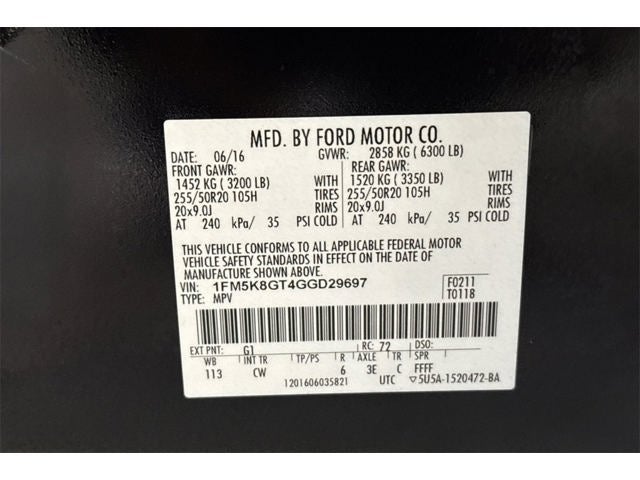 MFD. BY FORD MOTOR CO.
DATE: 06/16 GVWR: 2858 KG ( 6300 LB)
FRONT GAWR: REAR GAWR:
1452 KG ( 3200 LB) WITH 1520 KG ( 3350 LB) WITH
255/50R20 105H TIRES 255/50R20 105H TIRES
20x9.0J RIMS 20x9.0J RIMS
AT 240 kPa/ 35 PSI COLD AT 240 kPa/ 35 PSI COLD
THIS VEHICLE CONFORMS TO ALL APPLICABLE FEDERAL MOTOR
VEHICLE SAFETY STANDARDS IN EFFECT ON THE DATE OF
MANUFACTURE SHOWN ABOVE.
VIN: 1FM5K8GT4GGD29697 F0211
TYPE: MPV T0118
EXT PNT: G1 RC: 72 DSO:
WB INT TR TP/PS R AXLE TR SPR
113 CW 6 3E C FFFF
1201606035821 UTC ▽5U5A-1520472-BA